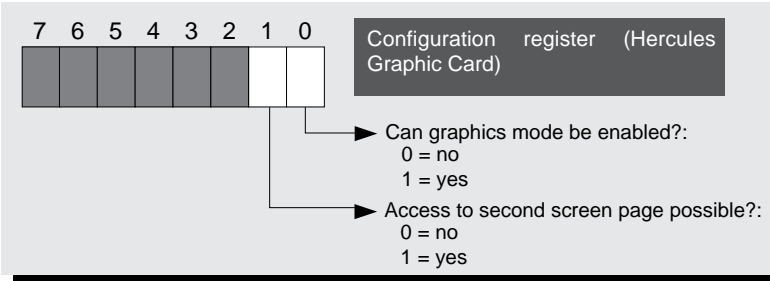 7 6 5 4 3 2 1 0
Configuration register (Hercules
Graphic Card)
Can graphics mode be enabled?:
0 = no
1 = yes
Access to second screen page possible?:
0 = no
1 = yes